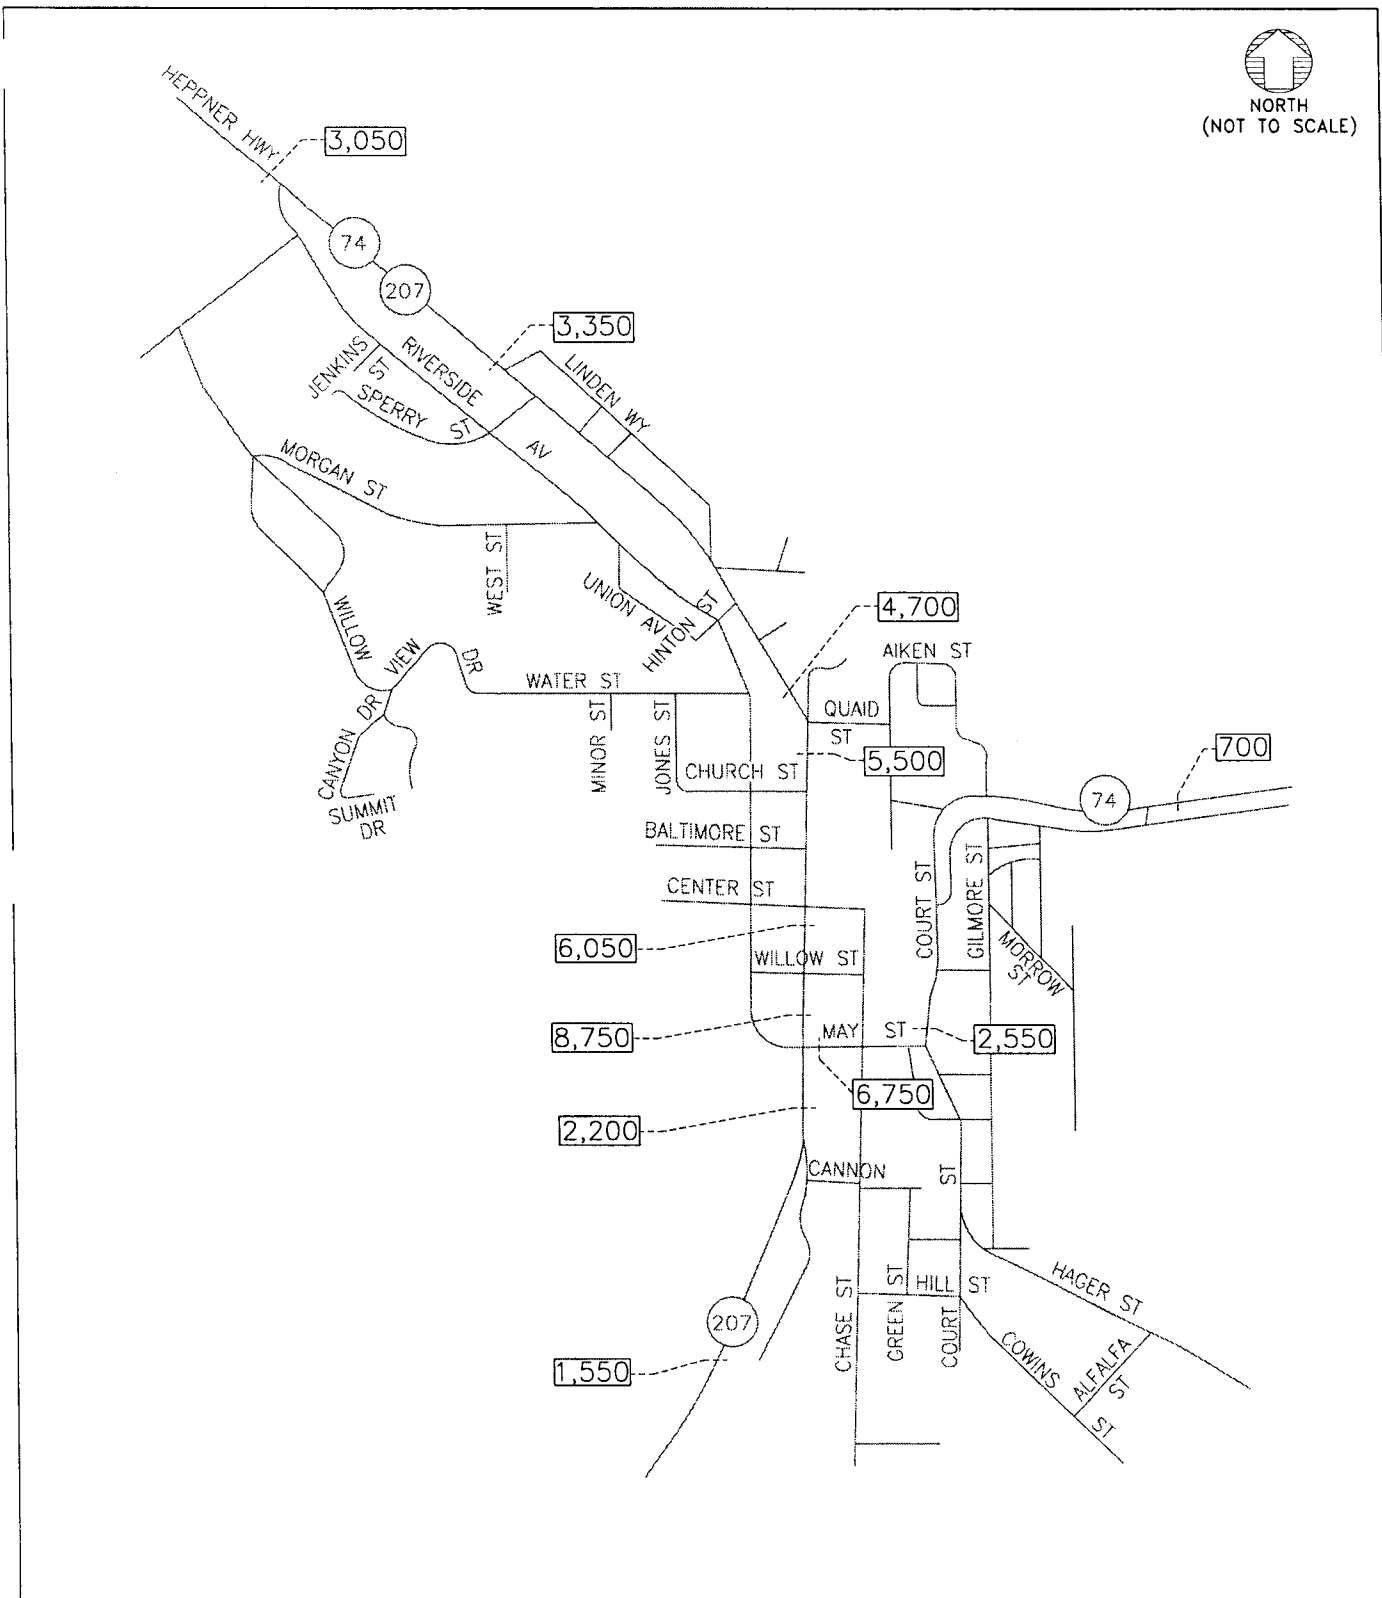 NORTH
(NOT TO SCALE)
HEPPNER HWY
3,050
74
207
3,350
JENKINS
ST
RIVERSIDE
AV
LINDEN WY
SPERRY
ST
MORGAN ST
WEST ST
UNION AV
HINTON ST
4,700
WILLOW
VIEW
DR
AIKEN ST
WATER ST
CANYON DR
MINOR ST
JONES ST
QUAID
ST
5,500
700
CHURCH ST
SUMMIT
DR
74
BALTIMORE ST
CENTER ST
COURT ST
GILMORE ST
6,050
WILLOW ST
MORROW
ST
8,750
MAY ST
2,550
6,750
2,200
CANNON
ST
HAGER ST
CHASE ST
GREEN ST
HILL ST
COURT
207
1,550
COWINS
ST
ALFALFA
ST